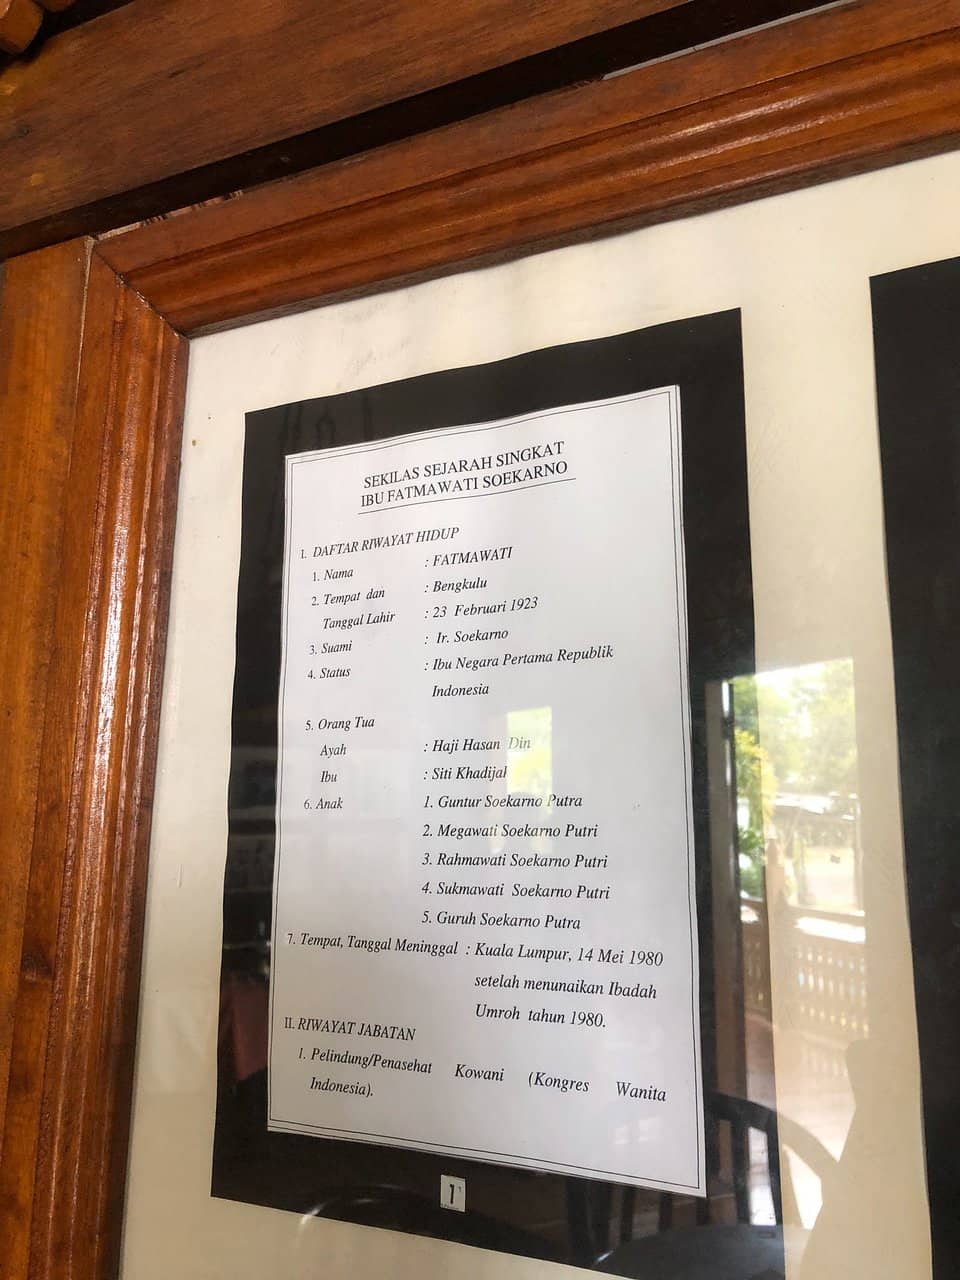 SEKILAS SEJARAH SINGKAT
IBU FATMAWATI SOEKARNO
I. DAFTAR RIWAYAT HIDUP
1. Nama : FATMAWATI
2. Tempat dan : Bengkulu
Tanggal Lahir : 23 Februari 1923
3. Suami : Ir. Soekarno
4. Status : Ibu Negara Pertama Republik
Indonesia
5. Orang Tua
Ayah : Haji Hasan Din
Ibu : Siti Khadijah
6. Anak 1. Guntur Soekarno Putra
2. Megawati Soekarno Putri
3. Rahmawati Soekarno Putri
4. Sukmawati Soekarno Putri
5. Guruh Soekarno Putra
7. Tempat, Tanggal Meninggal : Kuala Lumpur, 14 Mei 1980
setelah menunaikan Ibadah
Umroh tahun 1980.
II. RIWAYAT JABATAN
1. Pelindung/Penasehat Kowani (Kongres Wanita
Indonesia).
1